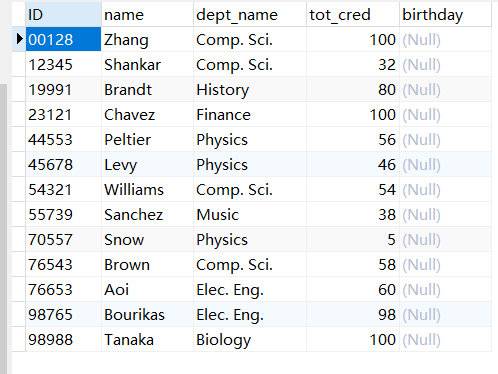 ID name dept_name tot_cred birthday
00128 Zhang Comp. Sci. 100 (Null)
12345 Shankar Comp. Sci. 32 (Null)
19991 Brandt History 80 (Null)
23121 Chavez Finance 100 (Null)
44553 Peltier Physics 56 (Null)
45678 Levy Physics 46 (Null)
54321 Williams Comp. Sci. 54 (Null)
55739 Sanchez Music 38 (Null)
70557 Snow Physics 5 (Null)
76543 Brown Comp. Sci. 58 (Null)
76653 Aoi Elec. Eng. 60 (Null)
98765 Bourikas Elec. Eng. 98 (Null)
98988 Tanaka Biology 100 (Null)